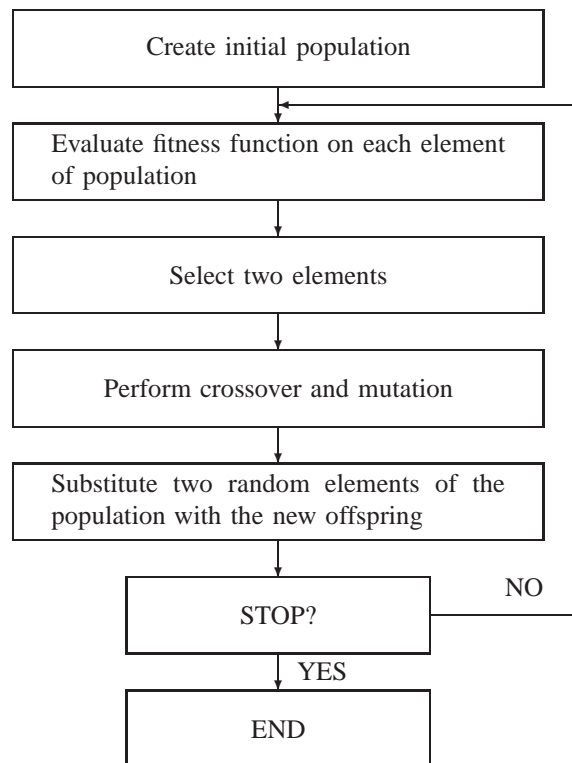 Create initial population
Evaluate fitness function on each element
of population
Select two elements
Perform crossover and mutation
Substitute two random elements of the
population with the new offspring
NO
STOP?
YES
END